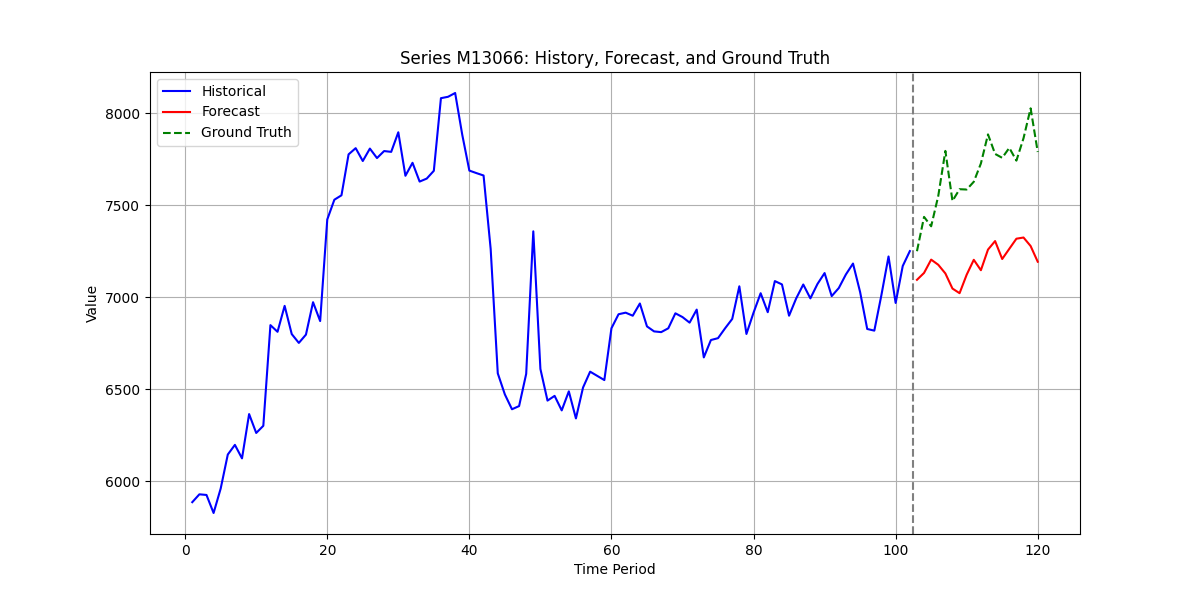 Series M13066: History, Forecast, and Ground Truth
Historical
Forecast
Ground Truth
8000
7500
7000
6500
6000
Value
0 20 40 60 80 100 120
Time Period